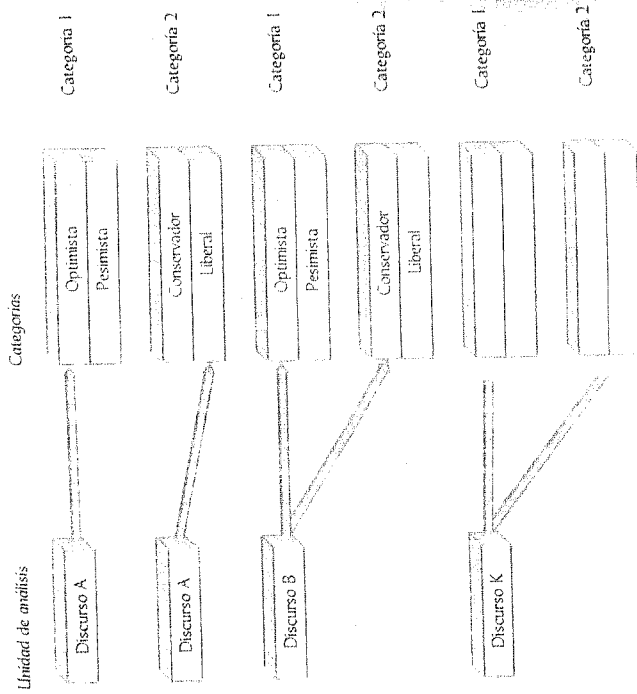 Unidad de análisis
Categorías
Discurso A
Optimista
Pesimista
Categoría 1
Discurso A
Conservador
Liberal
Categoría 2
Discurso B
Optimista
Pesimista
Categoría 1
Conservador
Liberal
Categoría 2
Discurso K
Categoría 1
Categoría 2